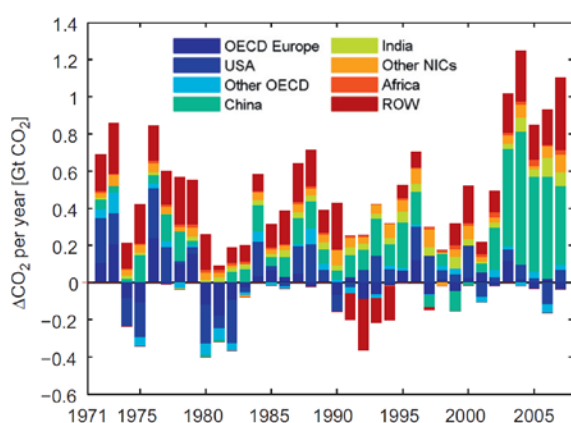 1.4
1.2
1
0.8
0.6
0.4
0.2
0
−0.2
−0.4
−0.6
ΔCO₂ per year [Gt CO₂]
OECD Europe
USA
Other OECD
China
India
Other NICs
Africa
ROW
1971 1975 1980 1985 1990 1995 2000 2005